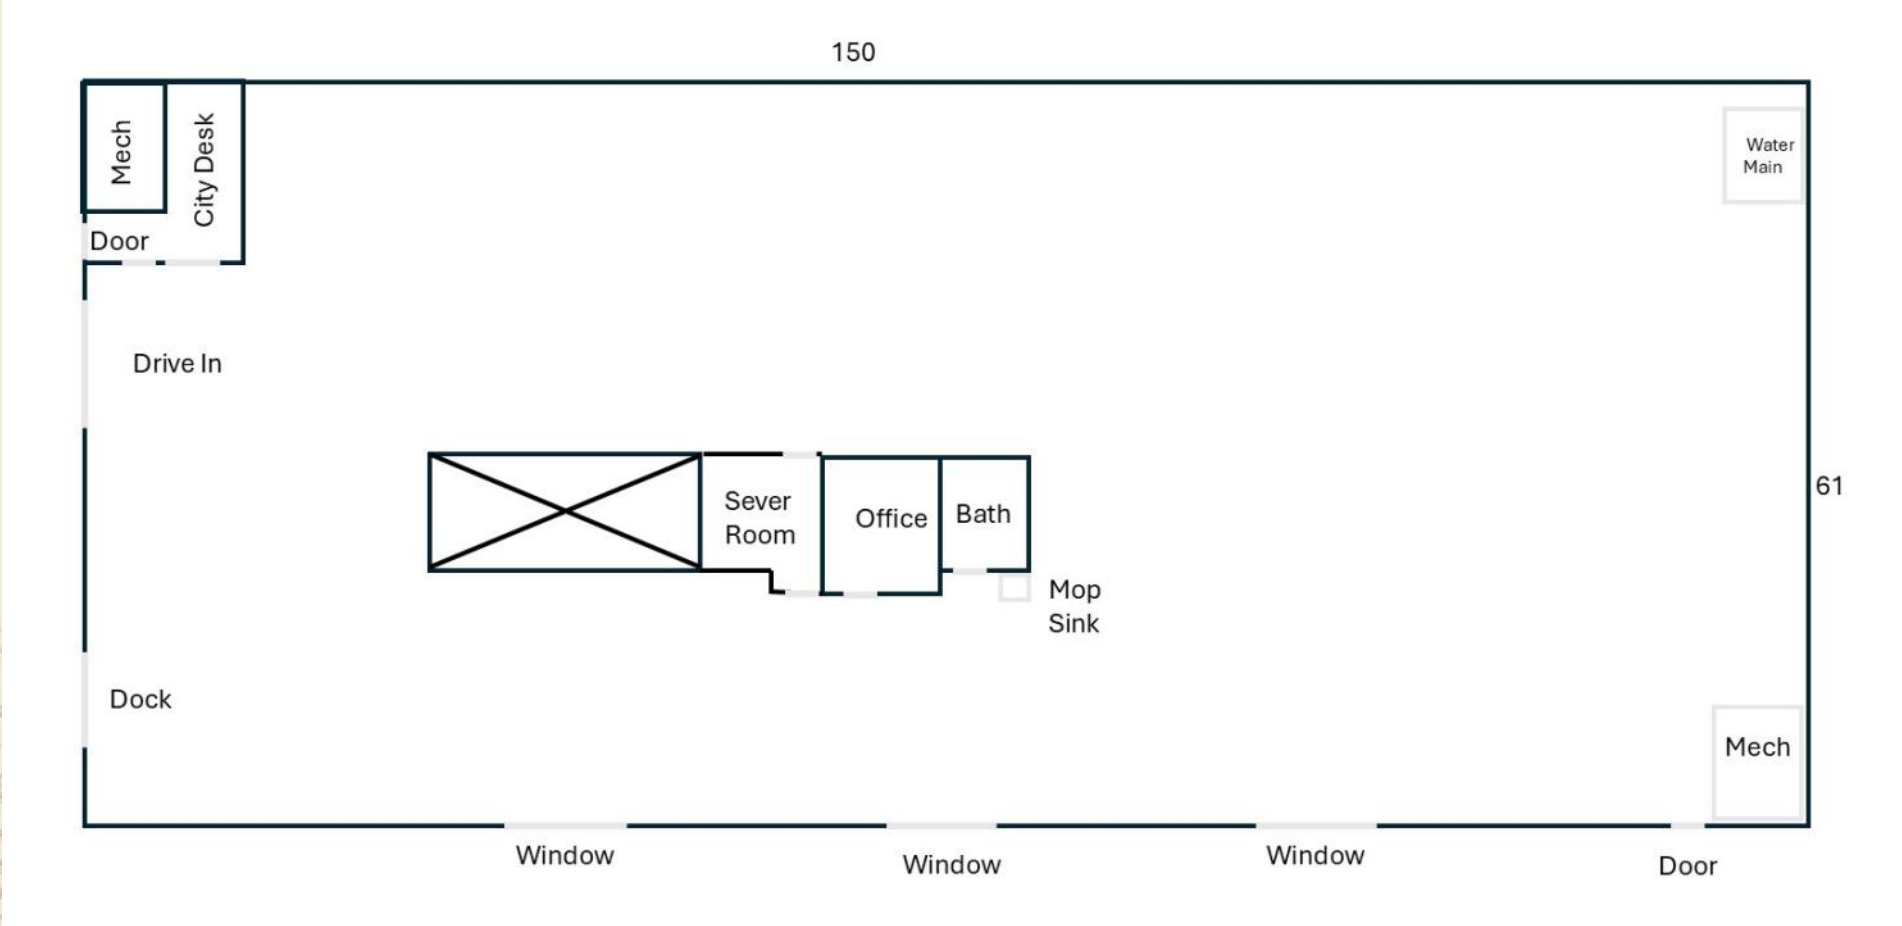 150
Mech
City Desk
Water
Main
Door
Drive In
61
Sever
Room
Office
Bath
Mop
Sink
Dock
Mech
Window
Window
Window
Door